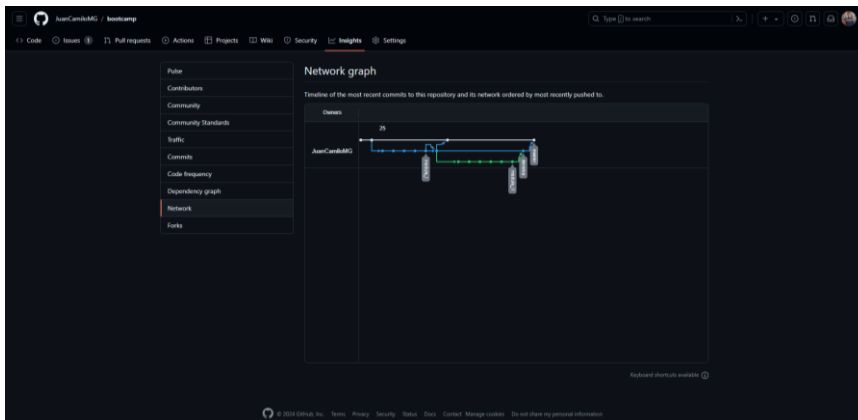 JuanCamiloMG / bootcamp
Type / to search
Code Issues 1 Pull requests Actions Projects Wiki Security Insights Settings
Pulse
Contributors
Community
Community Standards
Traffic
Commits
Code frequency
Dependency graph
Network
Forks
Network graph
Timeline of the most recent commits to this repository and its network ordered by most recently pushed to.
Owners
25
JuanCamiloMG
Keyboard shortcuts available
© 2024 GitHub, Inc. Terms Privacy Security Status Docs Contact Manage cookies Do not share my personal information